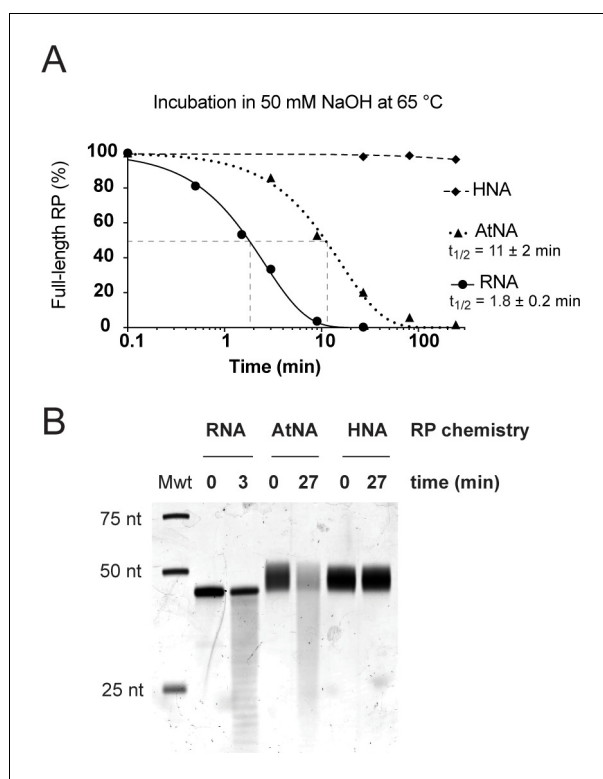 A
Incubation in 50 mM NaOH at 65 °C
Full-length RP (%)
100
80
60
40
20
0
0.1
1
10
100
Time (min)
HNA
AtNA
t1/2 = 11 ± 2 min
RNA
t1/2 = 1.8 ± 0.2 min
B
RNA AtNA HNA RP chemistry
Mwt 0 3 0 27 0 27 time (min)
75 nt
50 nt
25 nt